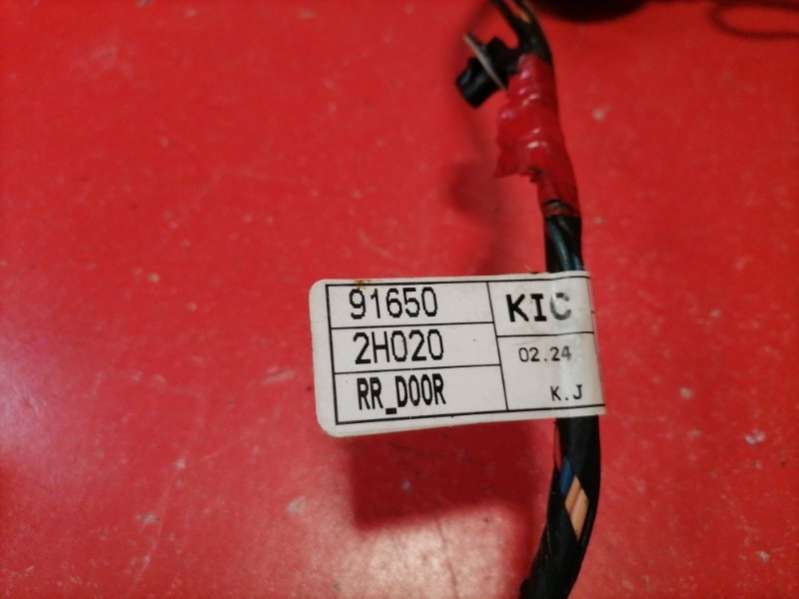 91650
2H020
RR_DOOR
KIC
02.24
K.J